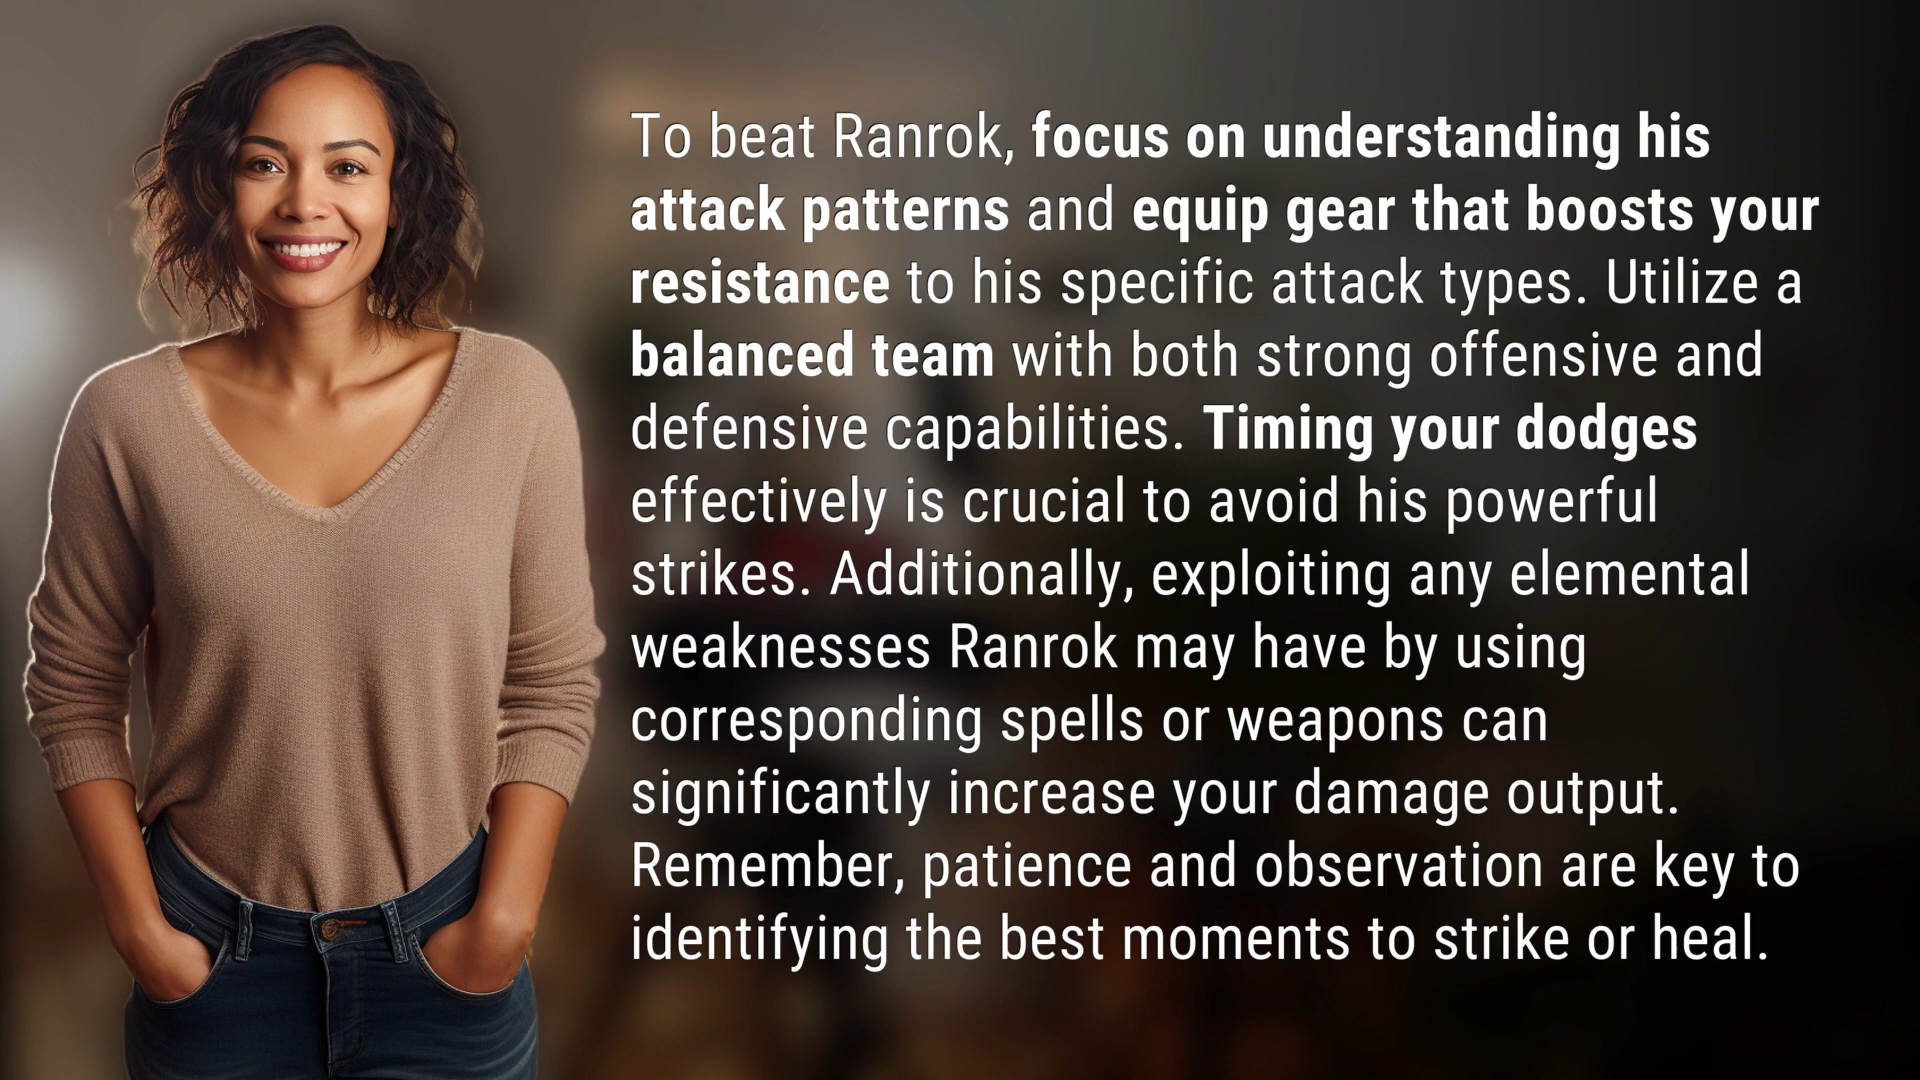 To beat Ranrok, focus on understanding his
attack patterns and equip gear that boosts your
resistance to his specific attack types. Utilize a
balanced team with both strong offensive and
defensive capabilities. Timing your dodges
effectively is crucial to avoid his powerful
strikes. Additionally, exploiting any elemental
weaknesses Ranrok may have by using
corresponding spells or weapons can
significantly increase your damage output.
Remember, patience and observation are key to
identifying the best moments to strike or heal.